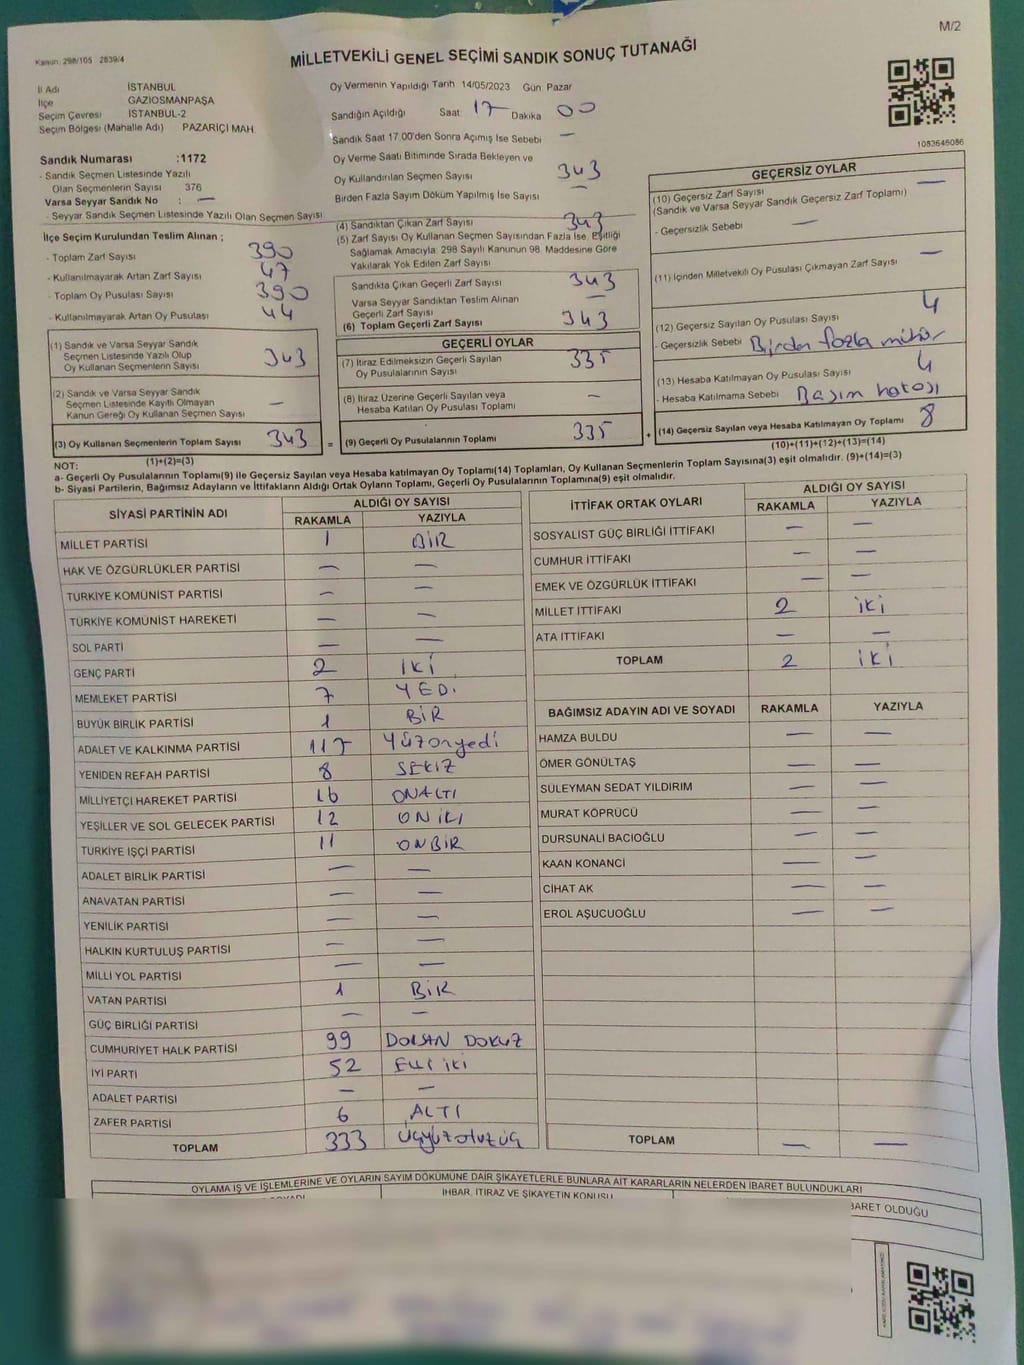 M/2
Kanun: 298/105 2839/4
MİLLETVEKİLİ GENEL SEÇİMİ SANDIK SONUÇ TUTANAĞI
İl Adı İSTANBUL
İlçe GAZİOSMANPAŞA
Seçim Çevresi İSTANBUL-2
Seçim Bölgesi (Mahalle Adı) PAZARİÇİ MAH.
Oy Vermenin Yapıldığı Tarih 14/05/2023 Gün: Pazar
Sandığın Açıldığı Saat 17 Dakika 00
Sandık Saat 17.00'den Sonra Açımış İse Sebebi —
Oy Verme Saati Bitiminde Sırada Bekleyen ve
Oy Kullandırılan Seçmen Sayısı 343
Birden Fazla Sayım Döküm Yapılmış İse Sayısı —
1083646086
Sandık Numarası :1172
- Sandık Seçmen Listesinde Yazılı
Olan Seçmenlerin Sayısı 376
Varsa Seyyar Sandık No : —
- Seyyar Sandık Seçmen Listesinde Yazılı Olan Seçmen Sayısı
İlçe Seçim Kurulundan Teslim Alınan ;
- Toplam Zarf Sayısı 390
- Kullanılmayarak Artan Zarf Sayısı 47
- Toplam Oy Pusulası Sayısı 390
- Kullanılmayarak Artan Oy Pusulası 44
(1) Sandık ve Varsa Seyyar Sandık
Seçmen Listesinde Yazılı Olup
Oy Kullanan Seçmenlerin Sayısı 343
(2) Sandık ve Varsa Seyyar Sandık
Seçmen Listesinde Kayıtlı Olmayan
Kanun Gereği Oy Kullanan Seçmen Sayısı —
(3) Oy Kullanan Seçmenlerin Toplam Sayısı 343 =
(1)+(2)=(3)
(4) Sandıktan Çıkan Zarf Sayısı 343
(5) Zarf Sayısı Oy Kullanan Seçmen Sayısından Fazla İse, Eşitliği
Sağlamak Amacıyla: 298 Sayılı Kanunun 98. Maddesine Göre
Yakılarak Yok Edilen Zarf Sayısı
Sandıkta Çıkan Geçerli Zarf Sayısı 343
Varsa Seyyar Sandıktan Teslim Alınan
Geçerli Zarf Sayısı —
(6) Toplam Geçerli Zarf Sayısı 343
GEÇERLİ OYLAR
(7) İtiraz Edilmeksizin Geçerli Sayılan
Oy Pusulalarının Sayısı 335
(8) İtiraz Üzerine Geçerli Sayılan veya
Hesaba Katılan Oy Pusulası Toplamı —
(9) Geçerli Oy Pusulalarının Toplamı 335 +
GEÇERSİZ OYLAR
(10) Geçersiz Zarf Sayısı —
(Sandık ve Varsa Seyyar Sandık Geçersiz Zarf Toplamı)
- Geçersizlik Sebebi —
(11) İçinden Milletvekili Oy Pusulası Çıkmayan Zarf Sayısı —
(12) Geçersiz Sayılan Oy Pusulası Sayısı 4
- Geçersizlik Sebebi Birden fazla mühür
(13) Hesaba Katılmayan Oy Pusulası Sayısı 4
- Hesaba Katılmama Sebebi Basım hatası
(14) Geçersiz Sayılan veya Hesaba Katılmayan Oy Toplamı 8
(10)+(11)+(12)+(13)=(14)
NOT:
a- Geçerli Oy Pusulalarının Toplamı(9) ile Geçersiz Sayılan veya Hesaba katılmayan Oy Toplamı(14) Toplamları, Oy Kullanan Seçmenlerin Toplam Sayısına(3) eşit olmalıdır. (9)+(14)=(3)
b- Siyasi Partilerin, Bağımsız Adayların ve İttifakların Aldığı Ortak Oyların Toplamı, Geçerli Oy Pusulalarının Toplamına(9) eşit olmalıdır.
SİYASİ PARTİNİN ADI ALDIĞI OY SAYISI
RAKAMLA YAZIYLA
MİLLET PARTİSİ 1 BİR
HAK VE ÖZGÜRLÜKLER PARTİSİ — —
TÜRKİYE KOMÜNİST PARTİSİ — —
TÜRKİYE KOMÜNİST HAREKETİ — —
SOL PARTİ — —
GENÇ PARTİ 2 İKİ
MEMLEKET PARTİSİ 7 YEDİ
BÜYÜK BİRLİK PARTİSİ 1 BİR
ADALET VE KALKINMA PARTİSİ 117 Yüzonyedi
YENİDEN REFAH PARTİSİ 8 SEKİZ
MİLLİYETÇİ HAREKET PARTİSİ 16 ONALTI
YEŞİLLER VE SOL GELECEK PARTİSİ 12 ONİKİ
TÜRKİYE İŞÇİ PARTİSİ 11 ONBİR
ADALET BİRLİK PARTİSİ — —
ANAVATAN PARTİSİ — —
YENİLİK PARTİSİ — —
HALKIN KURTULUŞ PARTİSİ — —
MİLLİ YOL PARTİSİ — —
VATAN PARTİSİ 1 BİR
GÜÇ BİRLİĞİ PARTİSİ — —
CUMHURİYET HALK PARTİSİ 99 DOKSAN DOKUZ
İYİ PARTİ 52 ELLİ İKİ
ADALET PARTİSİ — —
ZAFER PARTİSİ 6 ALTI
TOPLAM 333 üçyüzotuzüç
İTTİFAK ORTAK OYLARI ALDIĞI OY SAYISI
RAKAMLA YAZIYLA
SOSYALİST GÜÇ BİRLİĞİ İTTİFAKI — —
CUMHUR İTTİFAKI — —
EMEK VE ÖZGÜRLÜK İTTİFAKI — —
MİLLET İTTİFAKI 2 İKİ
ATA İTTİFAKI — —
TOPLAM 2 İKİ
BAĞIMSIZ ADAYIN ADI VE SOYADI RAKAMLA YAZIYLA
HAMZA BULDU — —
ÖMER GÖNÜLTAŞ — —
SÜLEYMAN SEDAT YILDIRIM — —
MURAT KÖPRÜCÜ — —
DURSUNALİ BACIOĞLU — —
KAAN KONANCİ — —
CİHAT AK — —
EROL AŞUCUOĞLU — —
TOPLAM — —
OYLAMA İŞ VE İŞLEMLERİNE VE OYLARIN SAYIM DÖKÜMÜNE DAİR ŞİKAYETLERLE BUNLARA AİT KARARLARIN NELERDEN İBARET BULUNDUKLARI
İHBAR, İTİRAZ VE ŞİKAYETİN KONUSU
İBARET OLDUĞU